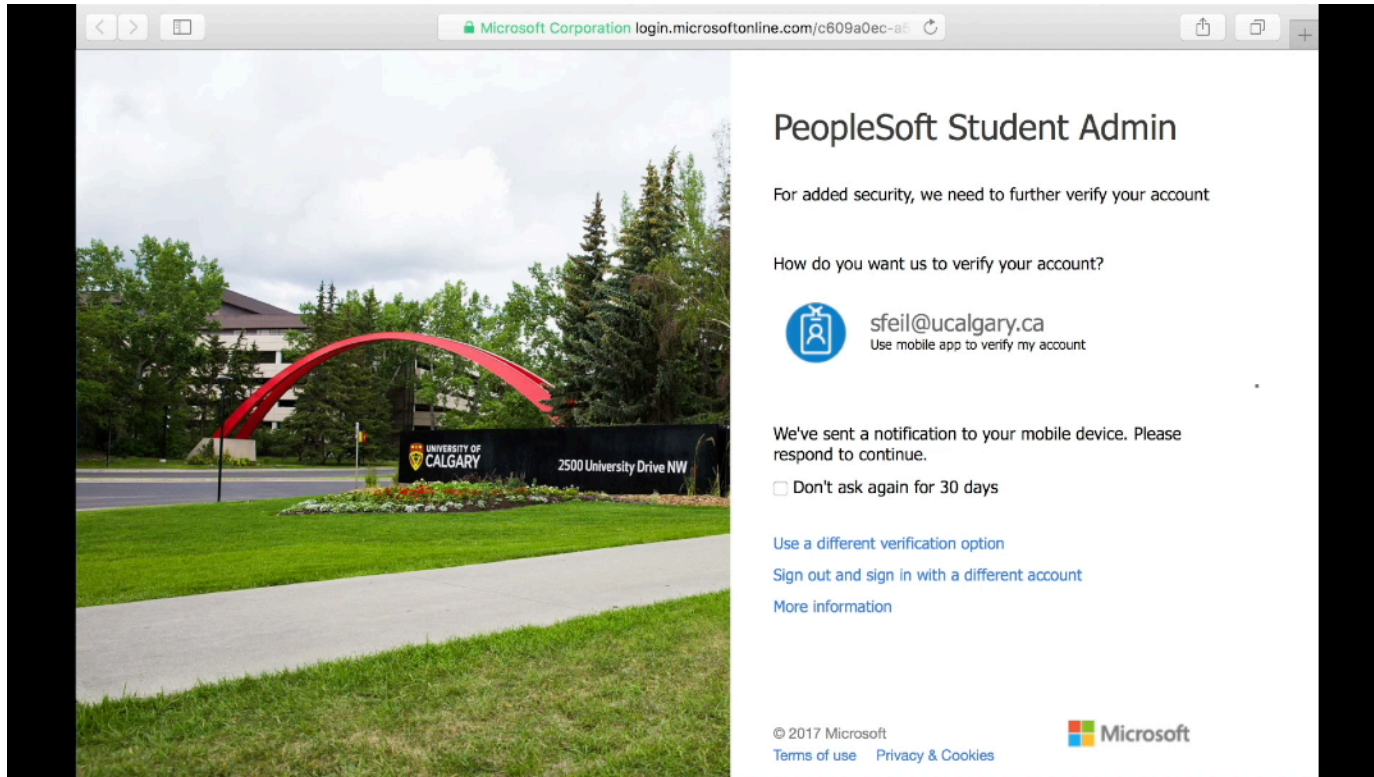 Microsoft Corporation login.microsoftonline.com/c609a0ec-a5
UNIVERSITY OF
CALGARY
2500 University Drive NW
PeopleSoft Student Admin
For added security, we need to further verify your account
How do you want us to verify your account?
sfeil@ucalgary.ca
Use mobile app to verify my account
We've sent a notification to your mobile device. Please
respond to continue.
Don't ask again for 30 days
Use a different verification option
Sign out and sign in with a different account
More information
© 2017 Microsoft
Terms of use Privacy & Cookies
Microsoft